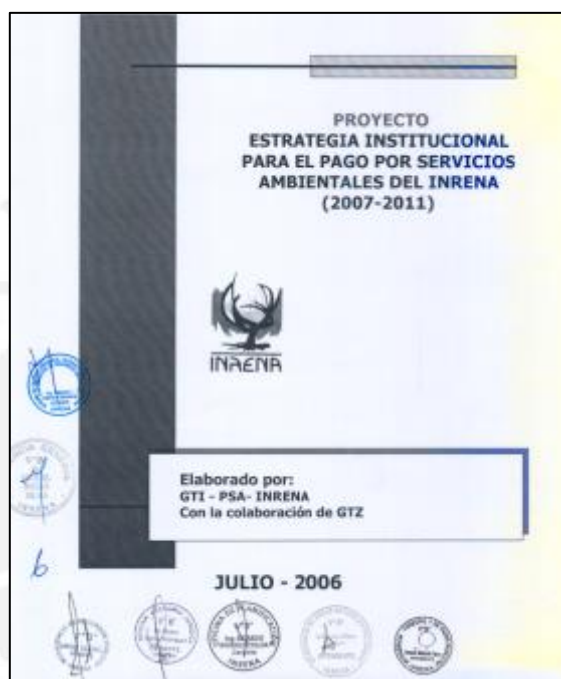 PROYECTO
ESTRATEGIA INSTITUCIONAL
PARA EL PAGO POR SERVICIOS
AMBIENTALES DEL INRENA
(2007-2011)
INRENA
Elaborado por:
GTI - PSA- INRENA
Con la colaboración de GTZ
JULIO - 2006